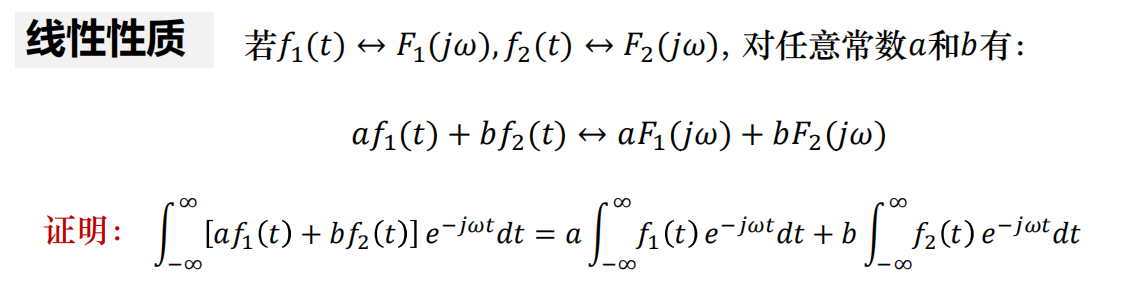 线性性质 若f₁(t) ↔ F₁(jω), f₂(t) ↔ F₂(jω), 对任意常数a和b有:
af₁(t) + bf₂(t) ↔ aF₁(jω) + bF₂(jω)
证明: ∫_{−∞}^{∞} [af₁(t) + bf₂(t)] e^{−jωt} dt = a ∫_{−∞}^{∞} f₁(t) e^{−jωt} dt + b ∫_{−∞}^{∞} f₂(t) e^{−jωt} dt